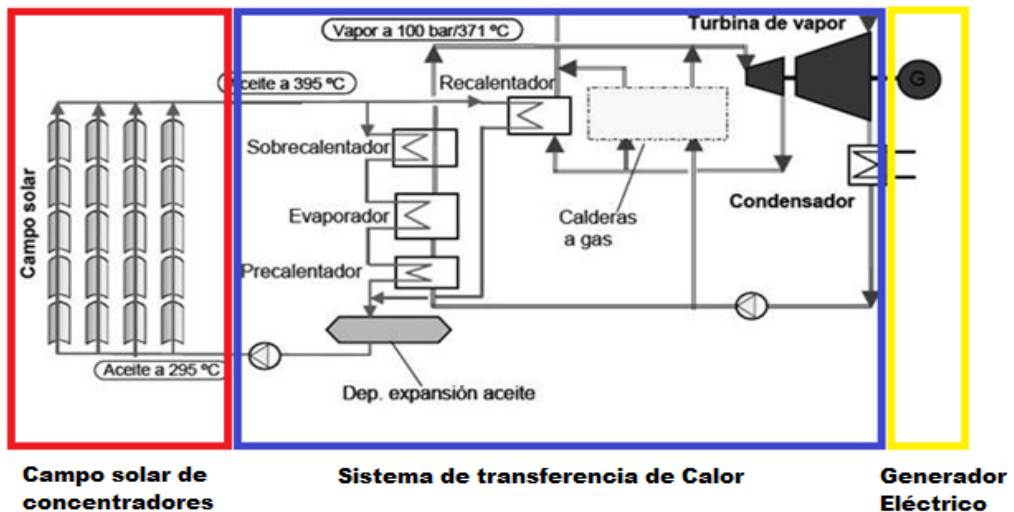 Vapor a 100 bar/371 ºC
Turbina de vapor
Aceite a 395 ºC
Recalentador
G
Sobrecalentador
Campo solar
Evaporador
Condensador
Calderas
a gas
Precalentador
Aceite a 295 ºC
Dep. expansión aceite
Campo solar de
concentradores
Sistema de transferencia de Calor
Generador
Eléctrico